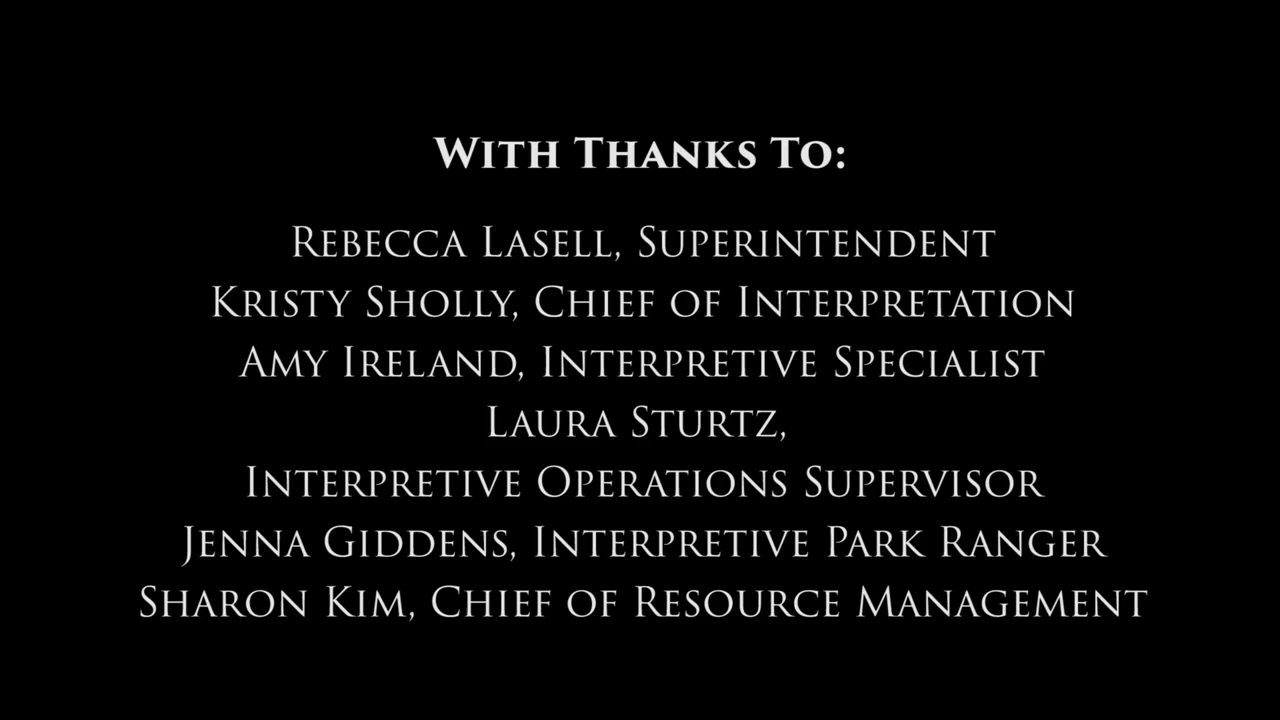 With Thanks To:
Rebecca Lasell, Superintendent
Kristy Sholly, Chief of Interpretation
Amy Ireland, Interpretive Specialist
Laura Sturtz,
Interpretive Operations Supervisor
Jenna Giddens, Interpretive Park Ranger
Sharon Kim, Chief of Resource Management